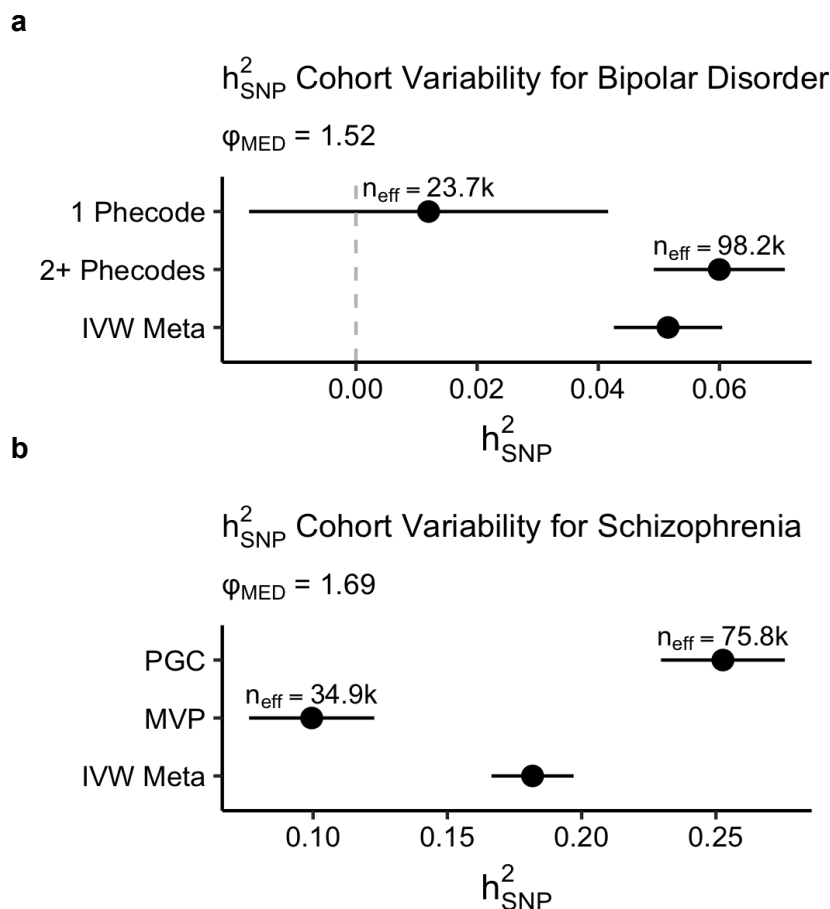 a
h²SNP Cohort Variability for Bipolar Disorder
φMED = 1.52
neff = 23.7k
1 Phecode
neff = 98.2k
2+ Phecodes
IVW Meta
0.00 0.02 0.04 0.06
h²SNP
b
h²SNP Cohort Variability for Schizophrenia
φMED = 1.69
neff = 75.8k
PGC
neff = 34.9k
MVP
IVW Meta
0.10 0.15 0.20 0.25
h²SNP